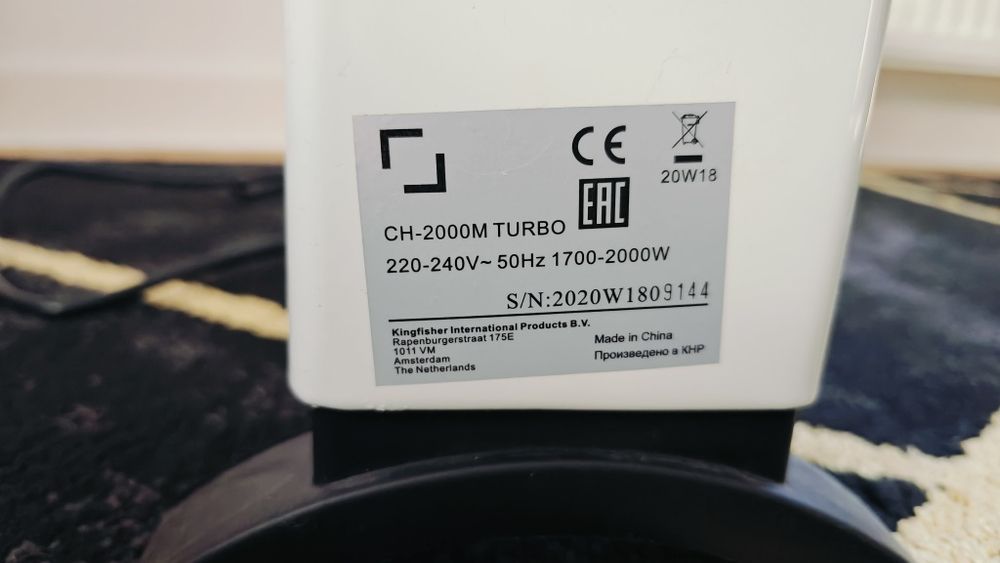 CE
20W18
EAC
CH-2000M TURBO
220-240V~ 50Hz 1700-2000W
S/N:2020W1809144
Kingfisher International Products B.V.
Rapenburgerstraat 175E
1011 VM
Amsterdam
The Netherlands
Made in China
Произведено в КНР